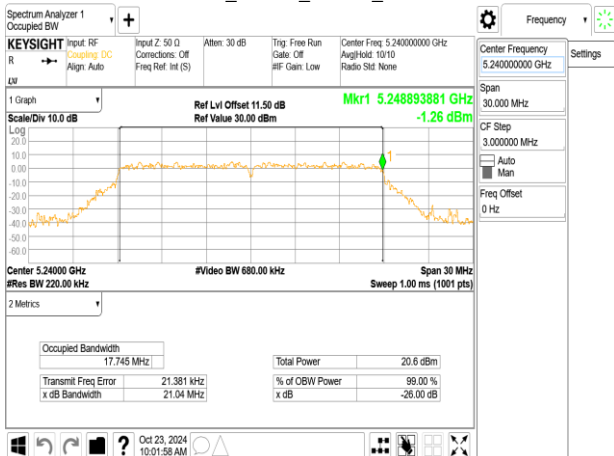 Spectrum Analyzer 1
Occupied BW
Frequency
KEYSIGHT Input: RF Input Z: 50 Ω Atten: 30 dB Trig: Free Run Center Freq: 5.240000000 GHz
R Coupling: DC Corrections: Off Gate: Off Avg|Hold: 10/10
Align: Auto Freq Ref: Int (S) #IF Gain: Low Radio Std: None
LXI
Center Frequency
5.240000000 GHz
Settings
Span
30.000 MHz
CF Step
3.000000 MHz
Auto
Man
Freq Offset
0 Hz
1 Graph
Ref Lvl Offset 11.50 dB Mkr1 5.248893881 GHz
Scale/Div 10.0 dB Ref Value 30.00 dBm -1.26 dBm
Log
20.0
10.0
0.00
-10.0
-20.0
-30.0
-40.0
-50.0
-60.0
1
Center 5.24000 GHz #Video BW 680.00 kHz Span 30 MHz
#Res BW 220.00 kHz Sweep 1.00 ms (1001 pts)
2 Metrics
Occupied Bandwidth
17.745 MHz Total Power 20.6 dBm
Transmit Freq Error 21.381 kHz % of OBW Power 99.00 %
x dB Bandwidth 21.04 MHz x dB -26.00 dB
Oct 23, 2024
10:01:58 AM